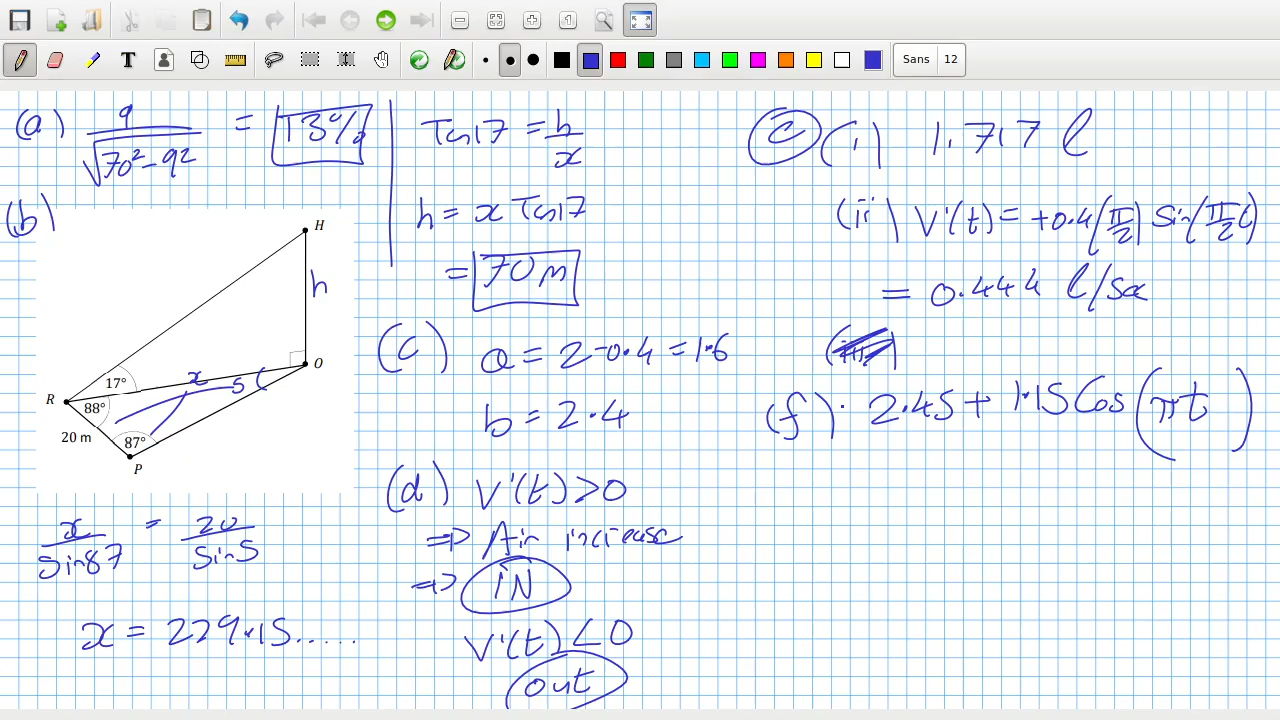 Sans 12
(a) 9/√(70²-9²) = 13%
(b)
H
h
O
x
17°
5
R
88°
20 m
87°
P
x/sin87 = 20/sin5
x = 229.15......
Tan17 = h/x
h = x Tan17
= 70m
(c) a = 2-0.4 = 1.6
b = 2.4
(d) V'(t) > 0
=> Air increase
=> iN
V'(t) < 0
out
(e) (i) 1.717 l
(ii) V'(t) = +0.4(π/2) Sin(π/2 t)
= 0.444 l/sec
(iii)
(f) . 2.45 + 1.15 Cos(πt)